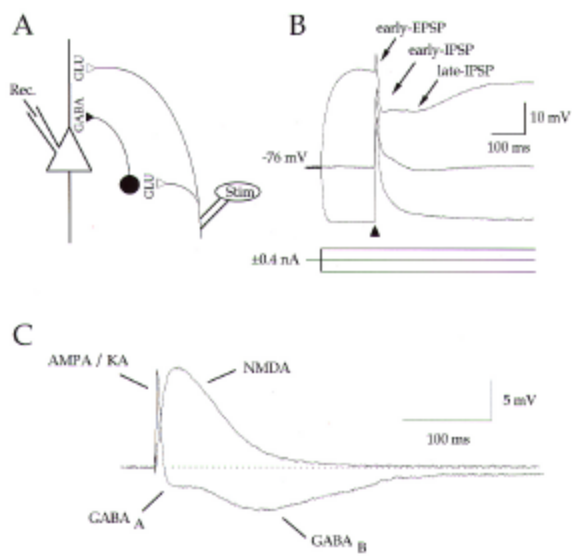 A
GLU
Rec.
GABA
GLU
Stim
B
early-EPSP
early-IPSP
late-IPSP
10 mV
100 ms
-76 mV
±0.4 nA
C
AMPA / KA
NMDA
5 mV
100 ms
GABA A
GABA B